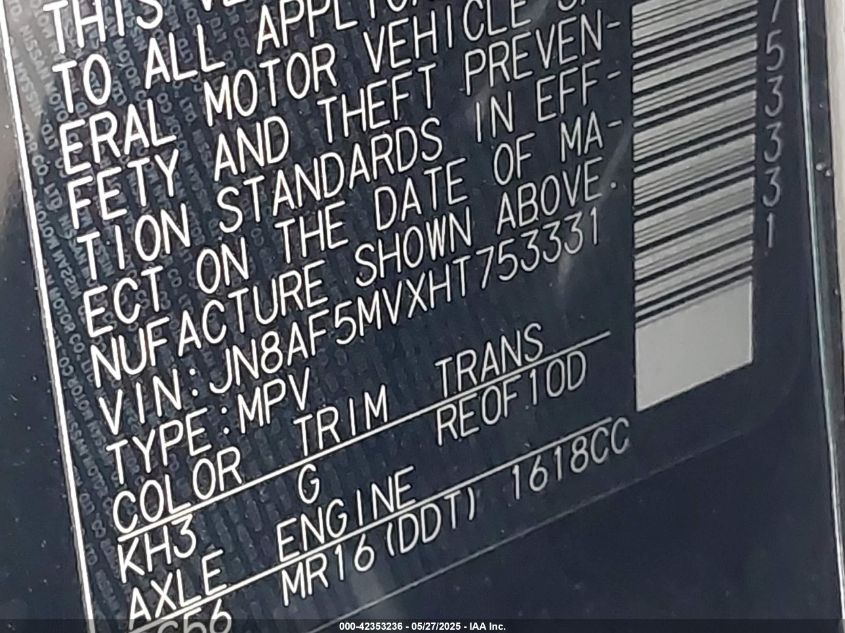 THIS
TO ALL
ERAL MOTOR VEHICLE
FETY AND THEFT PREVEN-
TION STANDARDS IN EFF-
ECT ON THE DATE OF MA-
NUFACTURE SHOWN ABOVE.
VIN:JN8AF5MVXHT753331
TYPE:MPV
COLOR TRIM TRANS
KH3 G RE0F10D
AXLE ENGINE
MR16(DDT) 1618CC
53331
000-42353236 - 05/27/2025 - IAA Inc.